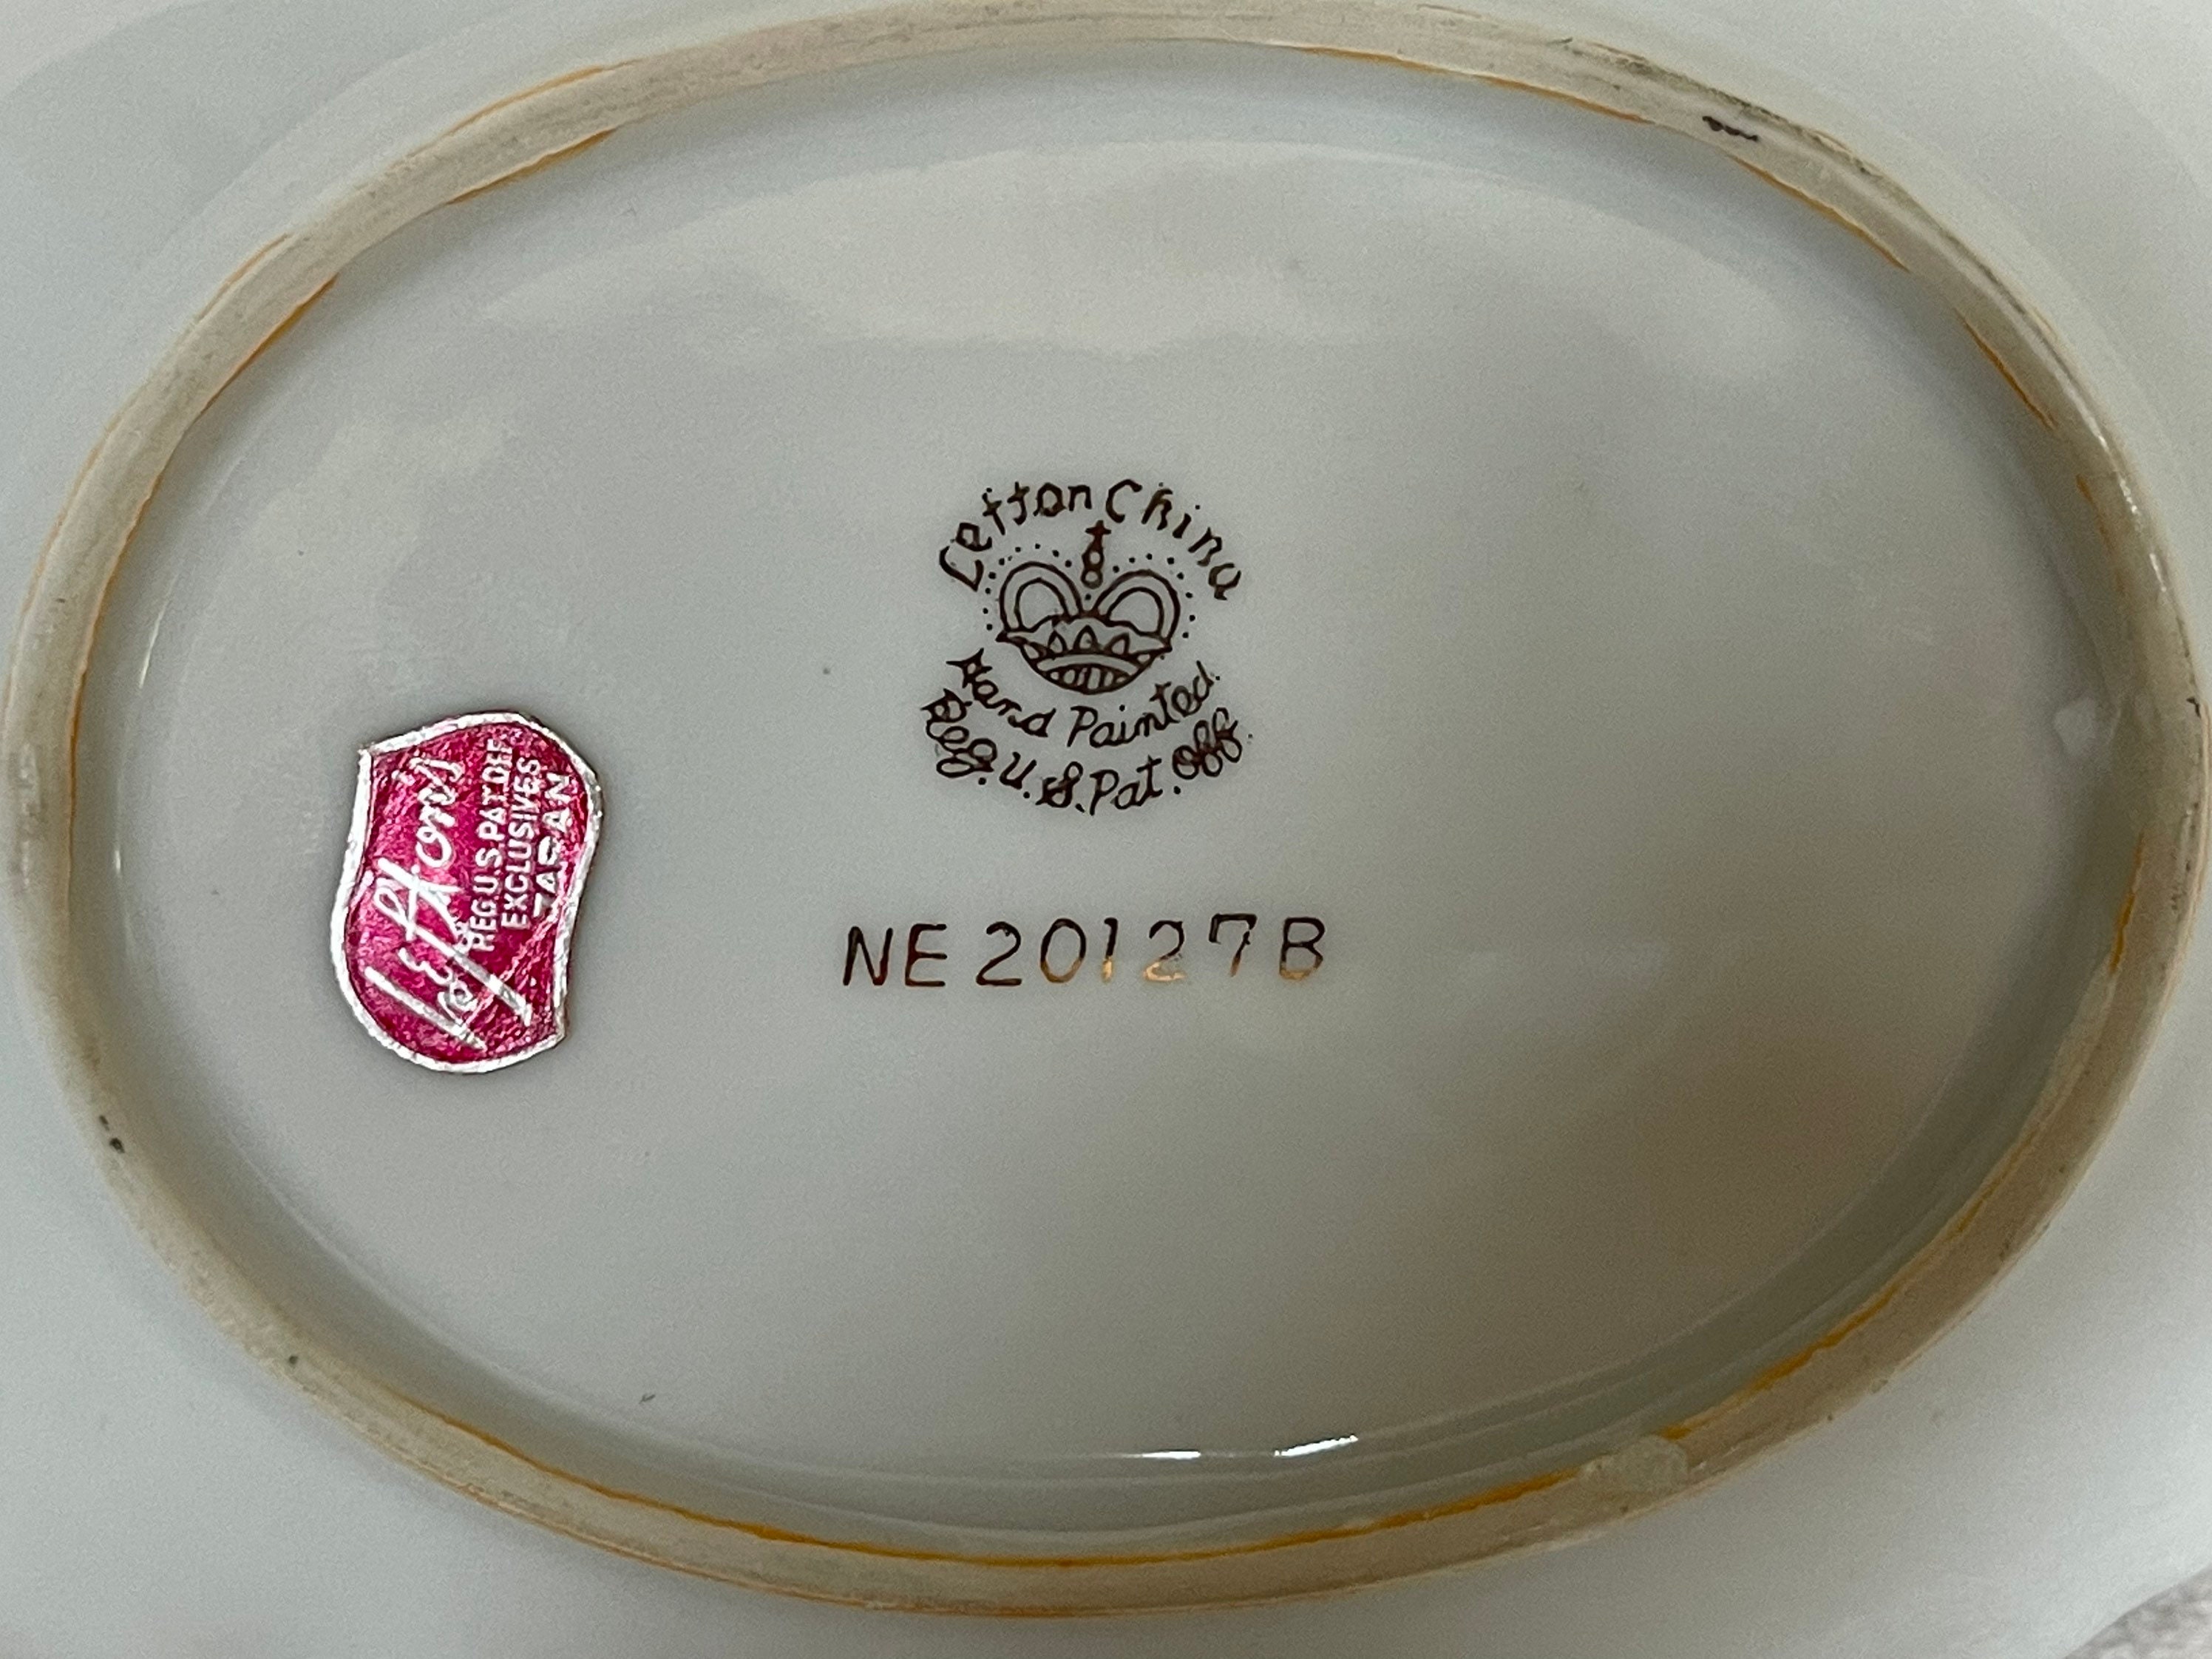 Lefton China
Hand Painted
Reg. U.S. Pat. Off.
NE 20127B
Lefton's
REG. U.S. PAT. OFF.
EXCLUSIVES
JAPAN